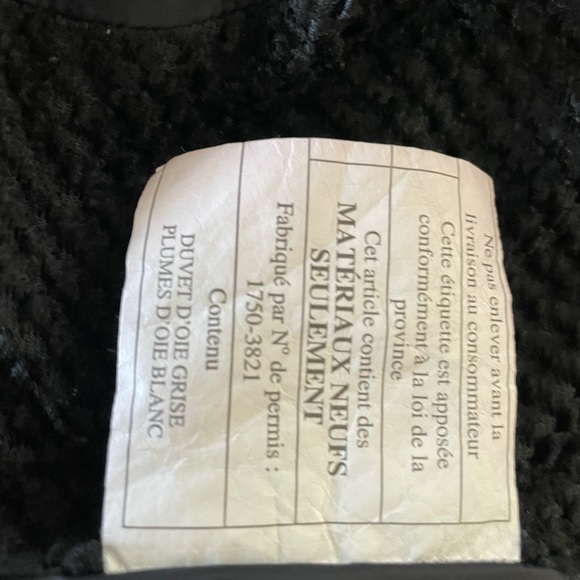 Ne pas enlever avant la
livraison au consommateur
Cette étiquette est apposée
conformément à la loi de la
province
Cet article contient des
MATÉRIAUX NEUFS
SEULEMENT
Fabriqué par Nº de permis :
1750-3821
Contenu
DUVET D'OIE GRISE
PLUMES D'OIE BLANC